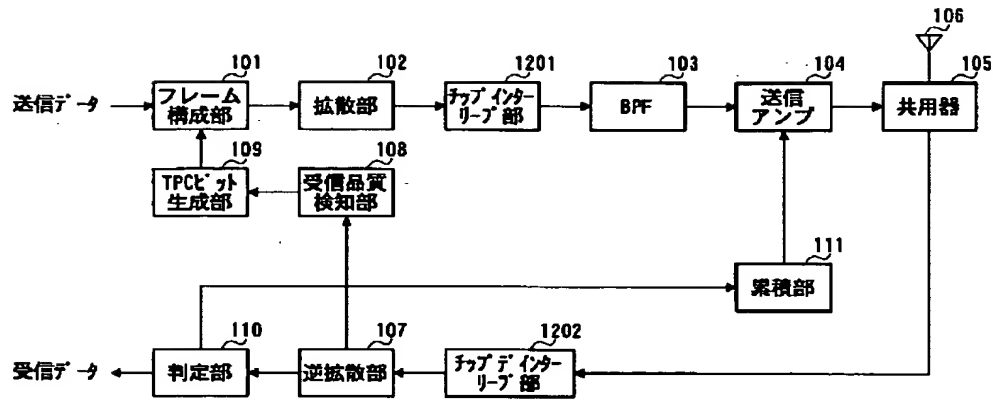 106
101
102
1201
103
104
105
送信データ
フレーム
構成部
拡散部
チップインター
リーブ部
BPF
送信
アンプ
共用器
109
108
TPCビット
生成部
受信品質
検知部
111
累積部
110
107
1202
受信データ
判定部
逆拡散部
チップデインター
リーブ部